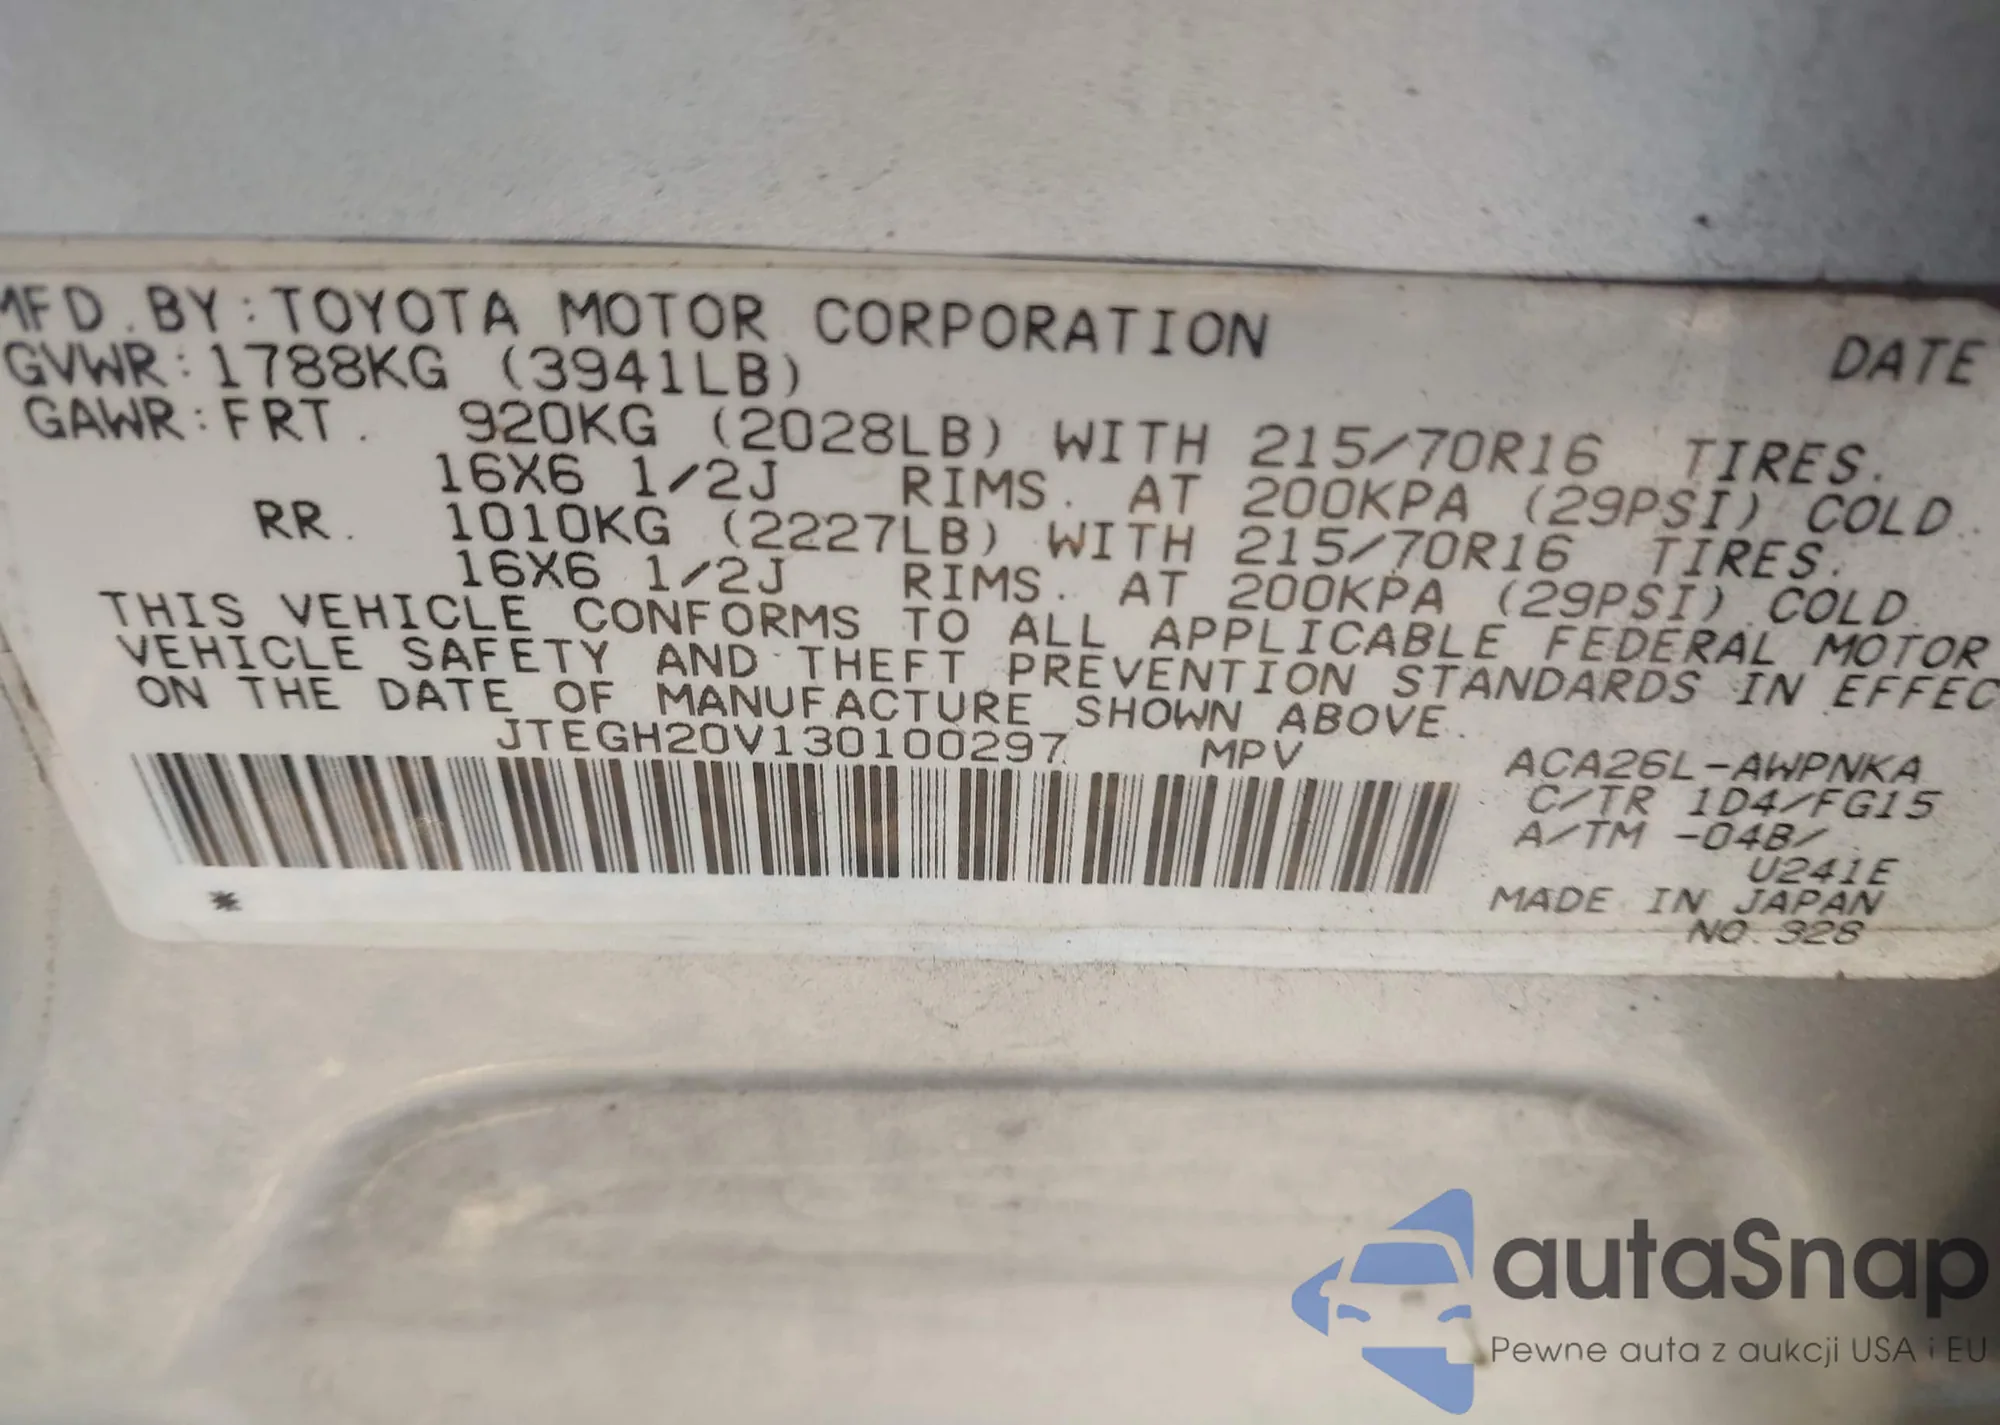 MFD.BY:TOYOTA MOTOR CORPORATION DATE
GVWR:1788KG (3941LB)
GAWR:FRT. 920KG (2028LB) WITH 215/70R16 TIRES.
16X6 1/2J RIMS. AT 200KPA (29PSI) COLD.
RR. 1010KG (2227LB) WITH 215/70R16 TIRES.
16X6 1/2J RIMS. AT 200KPA (29PSI) COLD.
THIS VEHICLE CONFORMS TO ALL APPLICABLE FEDERAL MOTOR
VEHICLE SAFETY AND THEFT PREVENTION STANDARDS IN EFFEC
ON THE DATE OF MANUFACTURE SHOWN ABOVE.
JTEGH20V130100297 MPV
ACA26L-AWPNKA
C/TR 1D4/FG15
A/TM -04B/
U241E
MADE IN JAPAN
NO.328
*
autaSnap
Pewne auta z aukcji USA i EU